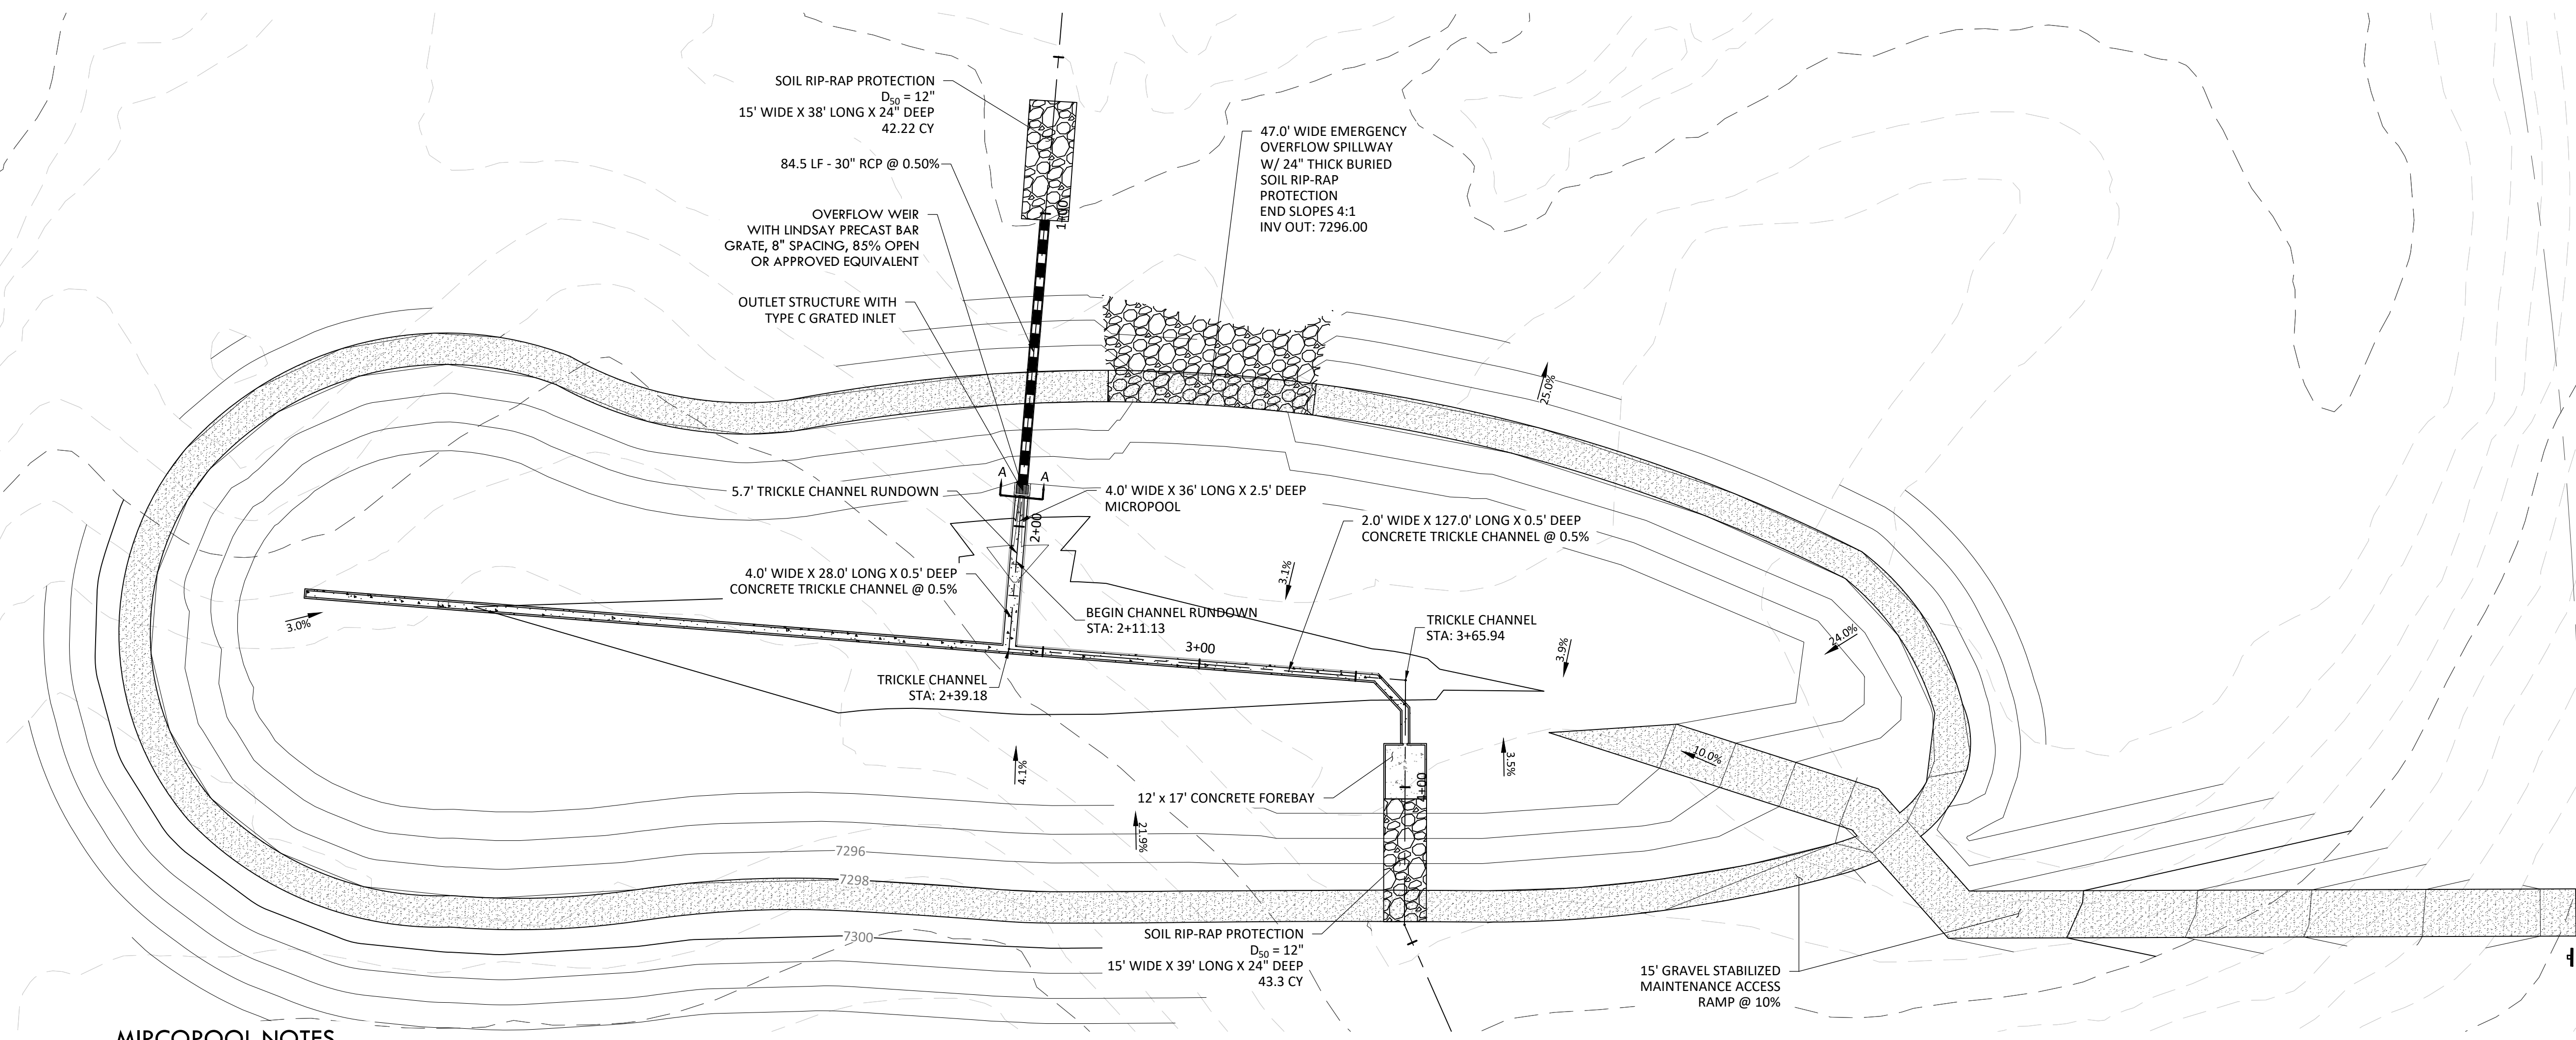 SOIL RIP-RAP PROTECTION
D50 = 12"
15' WIDE X 38' LONG X 24" DEEP
42.22 CY
84.5 LF - 30" RCP @ 0.50%
OVERFLOW WEIR
WITH LINDSAY PRECAST BAR
GRATE, 8" SPACING, 85% OPEN
OR APPROVED EQUIVALENT
OUTLET STRUCTURE WITH
TYPE C GRATED INLET
47.0' WIDE EMERGENCY
OVERFLOW SPILLWAY
W/ 24" THICK BURIED
SOIL RIP-RAP
PROTECTION
END SLOPES 4:1
INV OUT: 7296.00
1+00
25.0%
A
A
5.7' TRICKLE CHANNEL RUNDOWN
4.0' WIDE X 36' LONG X 2.5' DEEP
MICROPOOL
2+00
2.0' WIDE X 127.0' LONG X 0.5' DEEP
CONCRETE TRICKLE CHANNEL @ 0.5%
4.0' WIDE X 28.0' LONG X 0.5' DEEP
CONCRETE TRICKLE CHANNEL @ 0.5%
3.1%
BEGIN CHANNEL RUNDOWN
STA: 2+11.13
TRICKLE CHANNEL
STA: 3+65.94
3.0%
3+00
3.9%
24.0%
TRICKLE CHANNEL
STA: 2+39.18
4.1%
3.5%
10.0%
12' x 17' CONCRETE FOREBAY
4+00
21.9%
7296
7298
7300
SOIL RIP-RAP PROTECTION
D50 = 12"
15' WIDE X 39' LONG X 24" DEEP
43.3 CY
15' GRAVEL STABILIZED
MAINTENANCE ACCESS
RAMP @ 10%
MIPCOPOOL NOTES